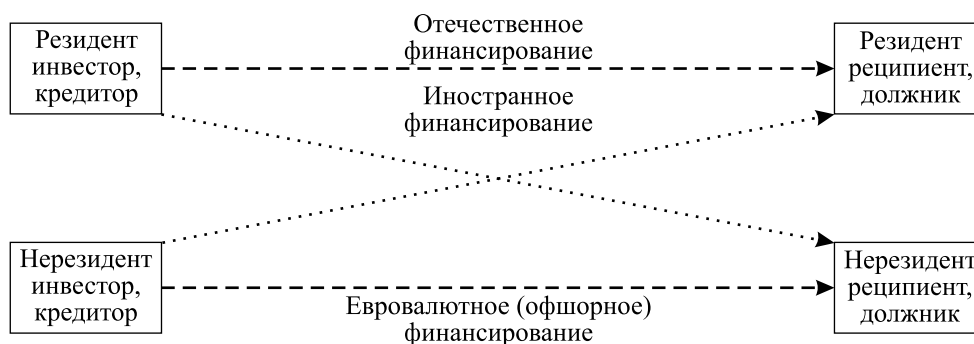 Резидент
инвестор,
кредитор
Отечественное
финансирование
Резидент
реципиент,
должник
Иностранное
финансирование
Нерезидент
инвестор,
кредитор
Евровалютное (офшорное)
финансирование
Нерезидент
реципиент,
должник